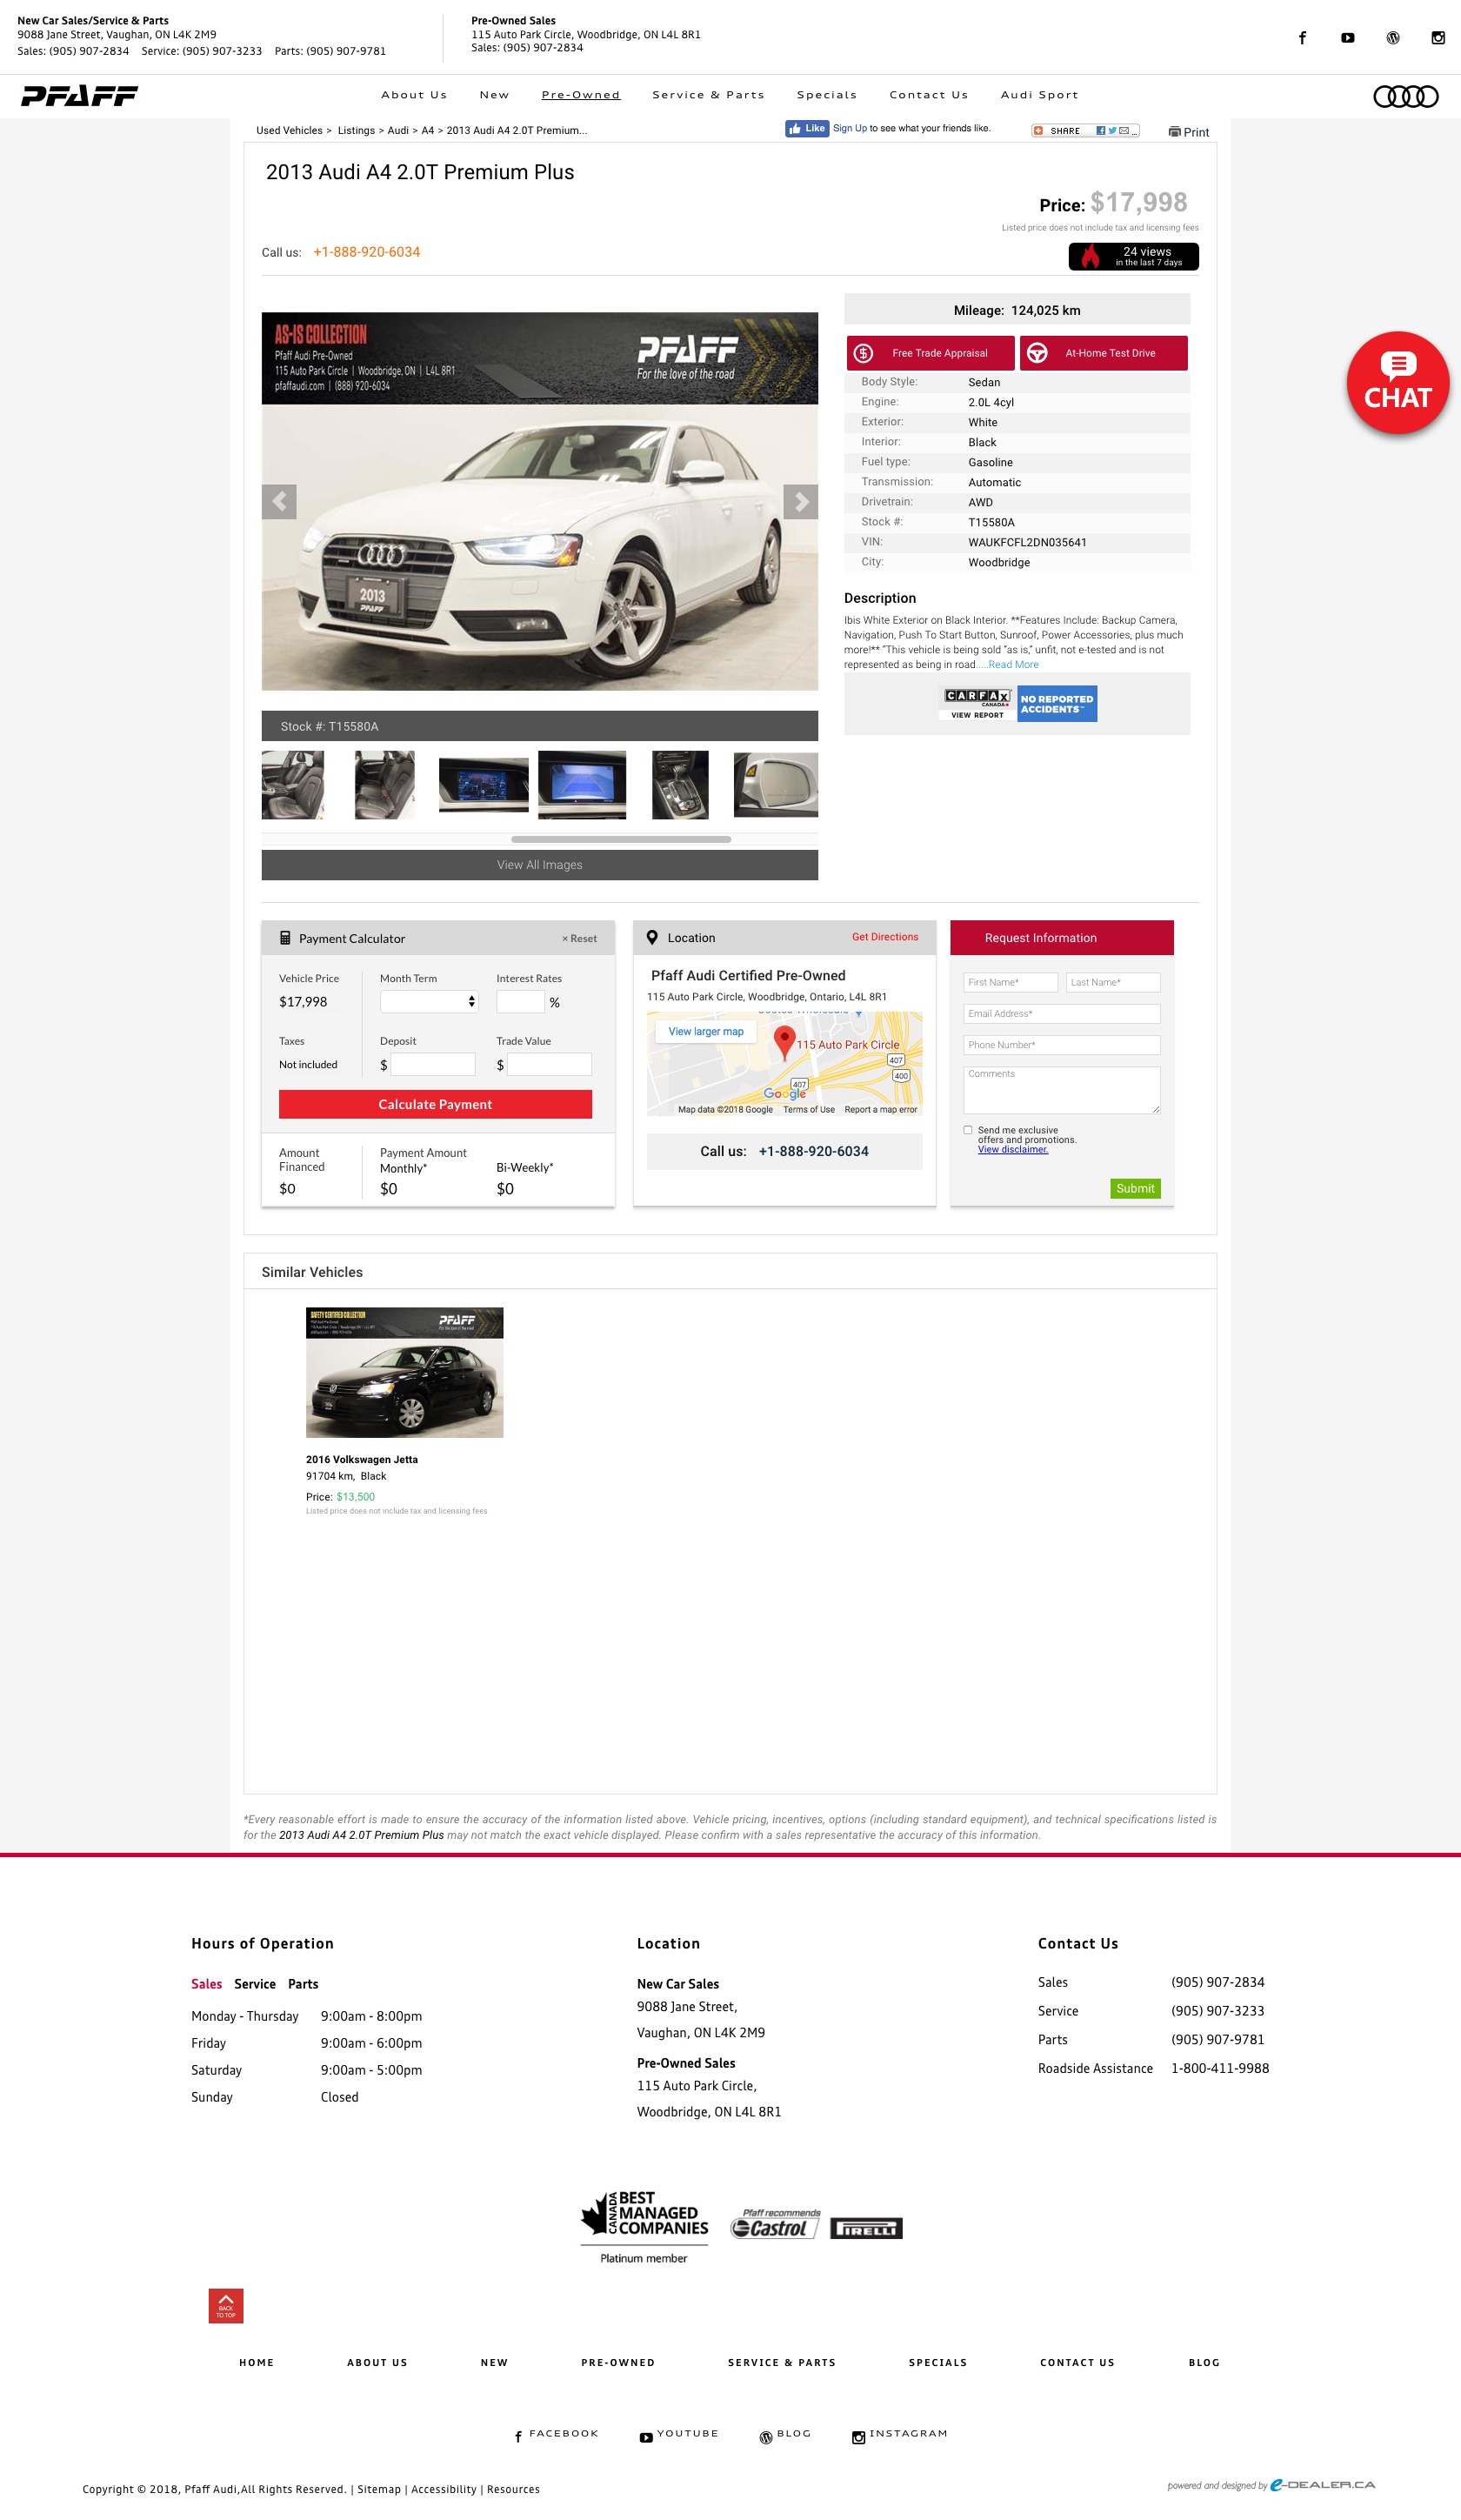 New Car Sales/Service & Parts
9088 Jane Street, Vaughan, ON L4K 2M9
Sales: (905) 907-2834 Service: (905) 907-3233 Parts: (905) 907-9781
Pre-Owned Sales
115 Auto Park Circle, Woodbridge, ON L4L 8R1
Sales: (905) 907-2834
PFAFF
About Us New Pre-Owned Service & Parts Specials Contact Us Audi Sport
Used Vehicles > Listings > Audi > A4 > 2013 Audi A4 2.0T Premium...
Like Sign Up to see what your friends like.
SHARE ...
Print
2013 Audi A4 2.0T Premium Plus
Price: $17,998
Listed price does not include tax and licensing fees
Call us: +1-888-920-6034
24 views
in the last 7 days
AS-IS COLLECTION
Pfaff Audi Pre-Owned
115 Auto Park Circle | Woodbridge, ON | L4L 8R1
pfaffaudi.com | (888) 920-6034
PFAFF
For the love of the road
2013
PFAFF
Stock #: T15580A
View All Images
Mileage: 124,025 km
Free Trade Appraisal
At-Home Test Drive
Body Style: Sedan
Engine: 2.0L 4cyl
Exterior: White
Interior: Black
Fuel type: Gasoline
Transmission: Automatic
Drivetrain: AWD
Stock #: T15580A
VIN: WAUKFCFL2DN035641
City: Woodbridge
Description
Ibis White Exterior on Black Interior. **Features Include: Backup Camera,
Navigation, Push To Start Button, Sunroof, Power Accessories, plus much
more!** "This vehicle is being sold "as is," unfit, not e-tested and is not
represented as being in road.....Read More
CARFAX
CANADA
VIEW REPORT
NO REPORTED
ACCIDENTS™
CHAT
Payment Calculator
× Reset
Vehicle Price Month Term Interest Rates
$17,998 %
Taxes Deposit Trade Value
Not included $ $
Calculate Payment
Amount
Financed
$0
Payment Amount
Monthly*
$0
Bi-Weekly*
$0
Location
Get Directions
Pfaff Audi Certified Pre-Owned
115 Auto Park Circle, Woodbridge, Ontario, L4L 8R1
Costco Wholesale
View larger map
115 Auto Park Circle
407
400
407
Google
Map data ©2018 Google Terms of Use Report a map error
Call us: +1-888-920-6034
Request Information
First Name* Last Name*
Email Address*
Phone Number*
Comments
Send me exclusive
offers and promotions.
View disclaimer.
Submit
Similar Vehicles
SAFETY CERTIFIED COLLECTION
PFAFF
For the love of the road
2016 Volkswagen Jetta
91704 km, Black
Price: $13,500
Listed price does not include tax and licensing fees
*Every reasonable effort is made to ensure the accuracy of the information listed above. Vehicle pricing, incentives, options (including standard equipment), and technical specifications listed is
for the 2013 Audi A4 2.0T Premium Plus may not match the exact vehicle displayed. Please confirm with a sales representative the accuracy of this information.
Hours of Operation
Sales Service Parts
Monday - Thursday 9:00am - 8:00pm
Friday 9:00am - 6:00pm
Saturday 9:00am - 5:00pm
Sunday Closed
Location
New Car Sales
9088 Jane Street,
Vaughan, ON L4K 2M9
Pre-Owned Sales
115 Auto Park Circle,
Woodbridge, ON L4L 8R1
Contact Us
Sales (905) 907-2834
Service (905) 907-3233
Parts (905) 907-9781
Roadside Assistance 1-800-411-9988
CANADA
BEST
MANAGED
COMPANIES
Platinum member
Pfaff recommends
Castrol
PIRELLI
BACK
TO TOP
HOME ABOUT US NEW PRE-OWNED SERVICE & PARTS SPECIALS CONTACT US BLOG
FACEBOOK YOUTUBE BLOG INSTAGRAM
Copyright © 2018, Pfaff Audi,All Rights Reserved. | Sitemap | Accessibility | Resources
powered and designed by e-DEALER.CA